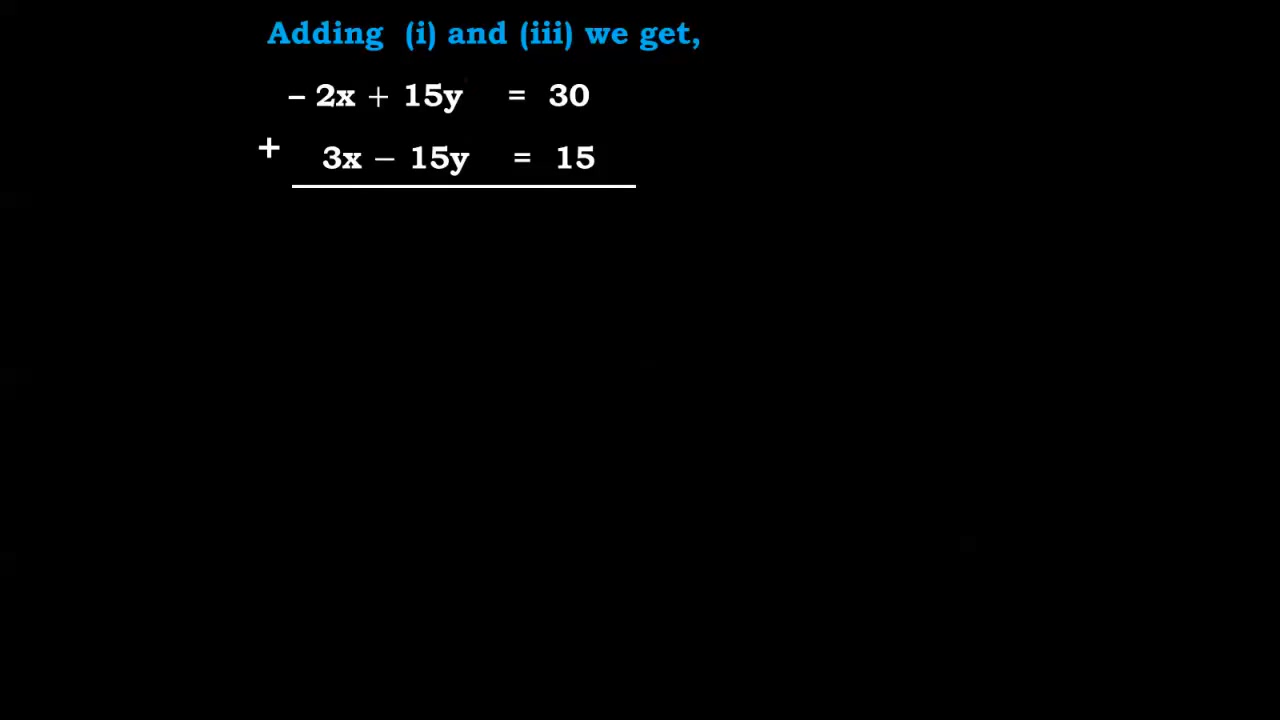 Adding (i) and (iii) we get,
– 2x + 15y = 30
+ 3x − 15y = 15